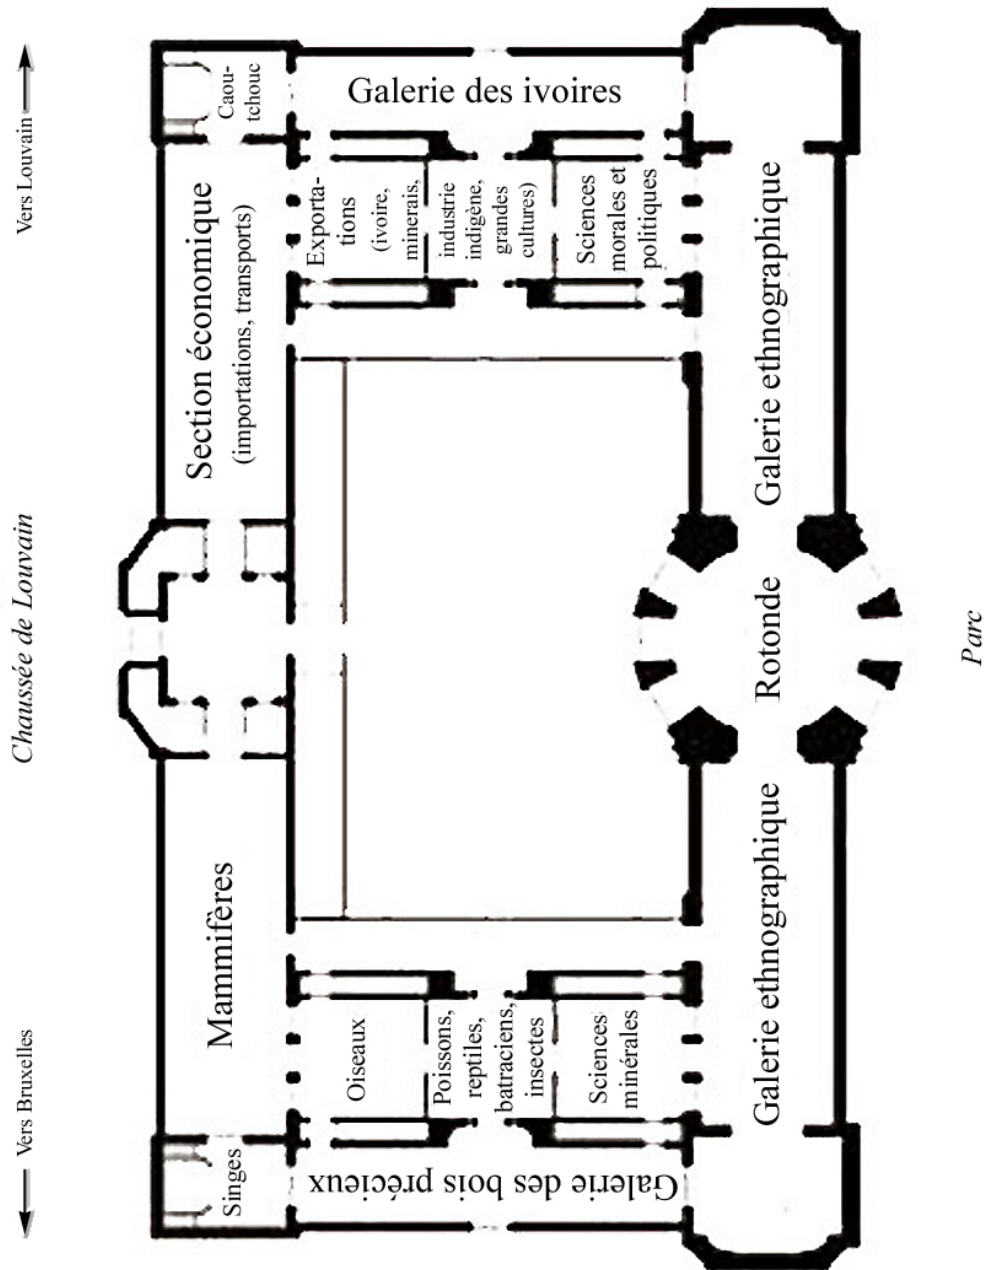 Vers Louvain
Chaussée de Louvain
Vers Bruxelles
Caou-
tchouc
Galerie des ivoires
Section économique
(importations, transports)
Exporta-
tions
(ivoire,
minerais,
industrie
indigène,
grandes
cultures)
Sciences
morales et
politiques
Galerie ethnographique
Rotonde
Parc
Galerie ethnographique
Mammifères
Oiseaux
Poissons,
reptiles,
batraciens,
insectes
Sciences
minérales
Singes
Galerie des bois précieux